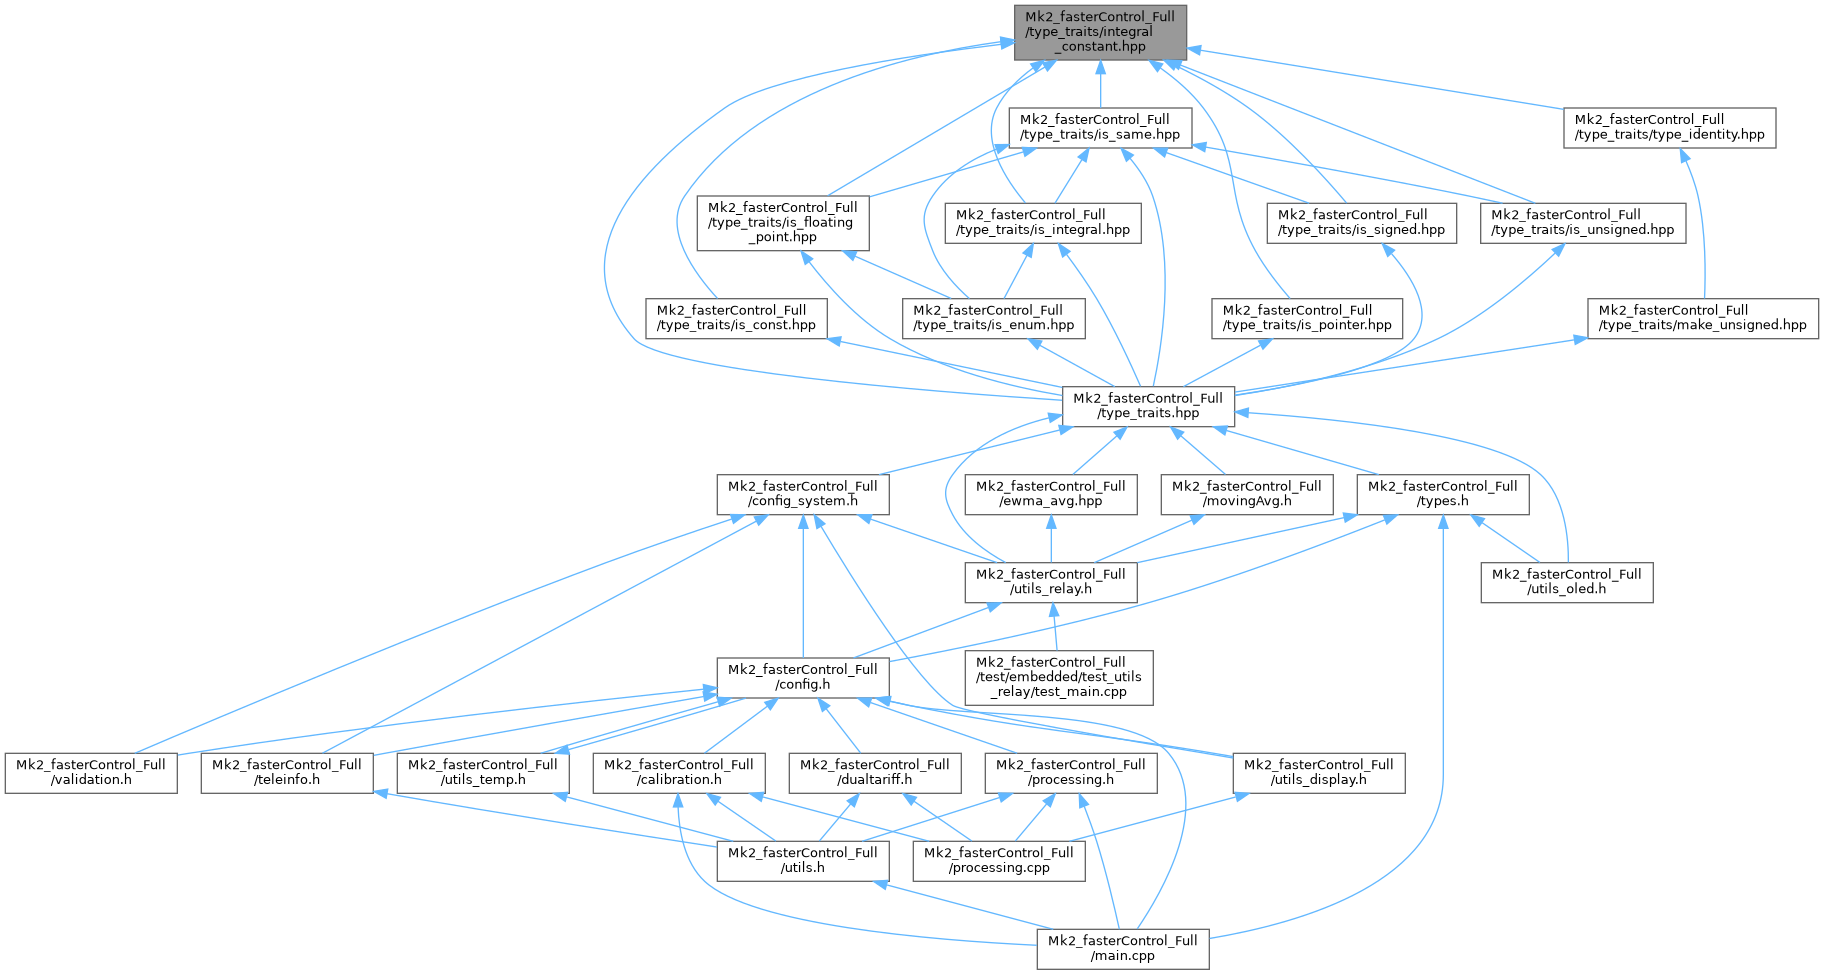 Mk2_fasterControl_Full
/type_traits/integral
_constant.hpp
Mk2_fasterControl_Full
/type_traits/is_same.hpp
Mk2_fasterControl_Full
/type_traits/type_identity.hpp
Mk2_fasterControl_Full
/type_traits/is_floating
_point.hpp
Mk2_fasterControl_Full
/type_traits/is_integral.hpp
Mk2_fasterControl_Full
/type_traits/is_signed.hpp
Mk2_fasterControl_Full
/type_traits/is_unsigned.hpp
Mk2_fasterControl_Full
/type_traits/is_const.hpp
Mk2_fasterControl_Full
/type_traits/is_enum.hpp
Mk2_fasterControl_Full
/type_traits/is_pointer.hpp
Mk2_fasterControl_Full
/type_traits/make_unsigned.hpp
Mk2_fasterControl_Full
/type_traits.hpp
Mk2_fasterControl_Full
/config_system.h
Mk2_fasterControl_Full
/ewma_avg.hpp
Mk2_fasterControl_Full
/movingAvg.h
Mk2_fasterControl_Full
/types.h
Mk2_fasterControl_Full
/utils_relay.h
Mk2_fasterControl_Full
/utils_oled.h
Mk2_fasterControl_Full
/config.h
Mk2_fasterControl_Full
/test/embedded/test_utils
_relay/test_main.cpp
Mk2_fasterControl_Full
/validation.h
Mk2_fasterControl_Full
/teleinfo.h
Mk2_fasterControl_Full
/utils_temp.h
Mk2_fasterControl_Full
/calibration.h
Mk2_fasterControl_Full
/dualtariff.h
Mk2_fasterControl_Full
/processing.h
Mk2_fasterControl_Full
/utils_display.h
Mk2_fasterControl_Full
/utils.h
Mk2_fasterControl_Full
/processing.cpp
Mk2_fasterControl_Full
/main.cpp